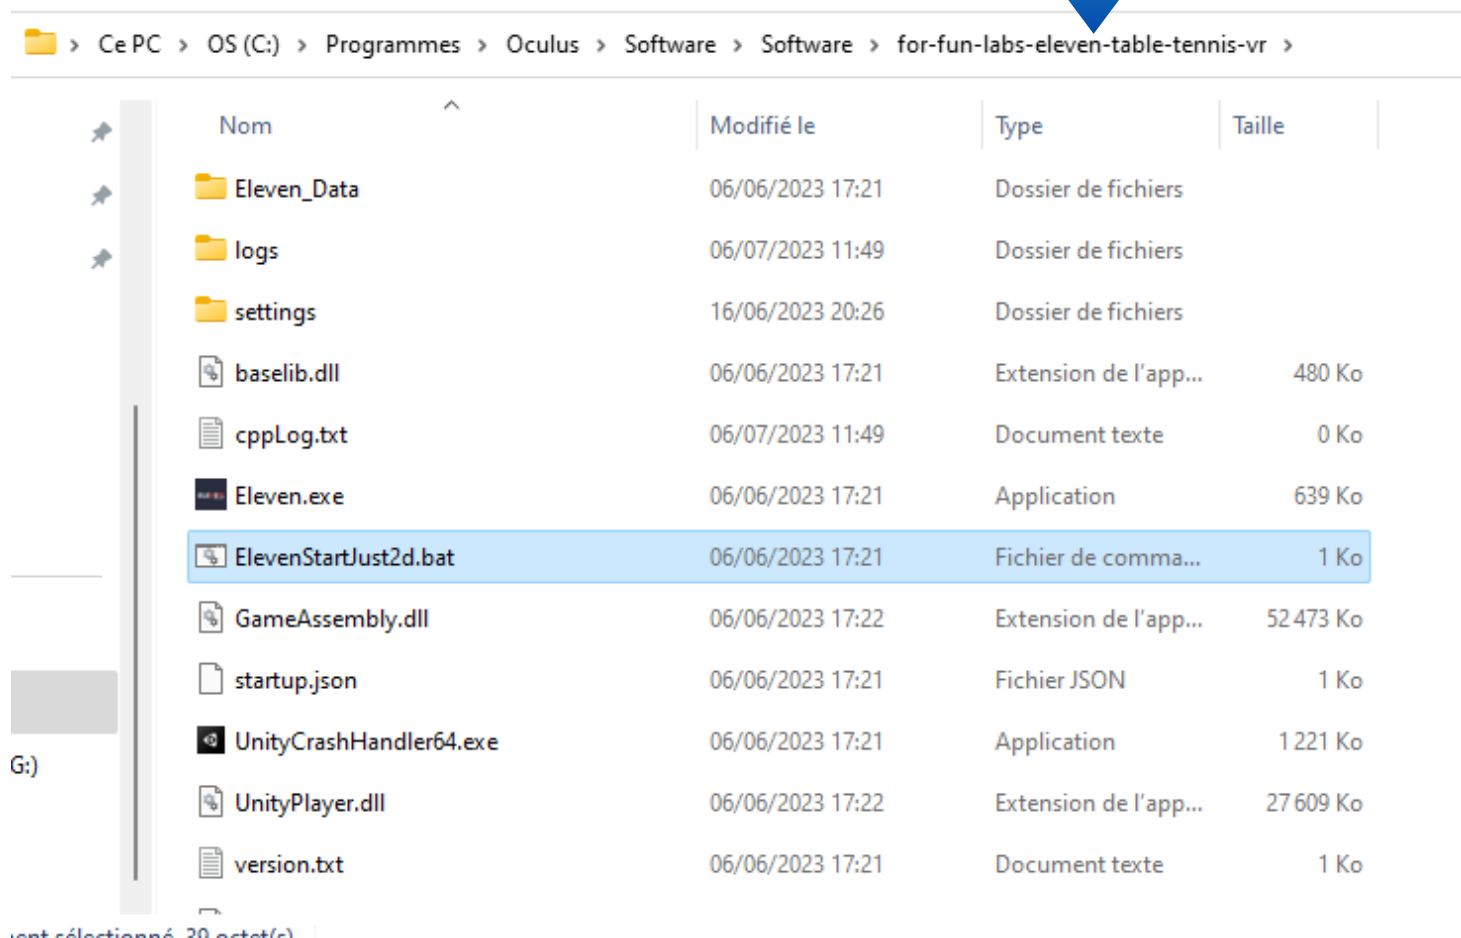 Ce PC > OS (C:) > Programmes > Oculus > Software > Software > for-fun-labs-eleven-table-tennis-vr >
Nom Modifié le Type Taille
Eleven_Data 06/06/2023 17:21 Dossier de fichiers
logs 06/07/2023 11:49 Dossier de fichiers
settings 16/06/2023 20:26 Dossier de fichiers
baselib.dll 06/06/2023 17:21 Extension de l'app... 480 Ko
cppLog.txt 06/07/2023 11:49 Document texte 0 Ko
Eleven.exe 06/06/2023 17:21 Application 639 Ko
ElevenStartJust2d.bat 06/06/2023 17:21 Fichier de comma... 1 Ko
GameAssembly.dll 06/06/2023 17:22 Extension de l'app... 52 473 Ko
startup.json 06/06/2023 17:21 Fichier JSON 1 Ko
UnityCrashHandler64.exe 06/06/2023 17:21 Application 1 221 Ko
G:)
UnityPlayer.dll 06/06/2023 17:22 Extension de l'app... 27 609 Ko
version.txt 06/06/2023 17:21 Document texte 1 Ko
sélectionné 39 octet(s)